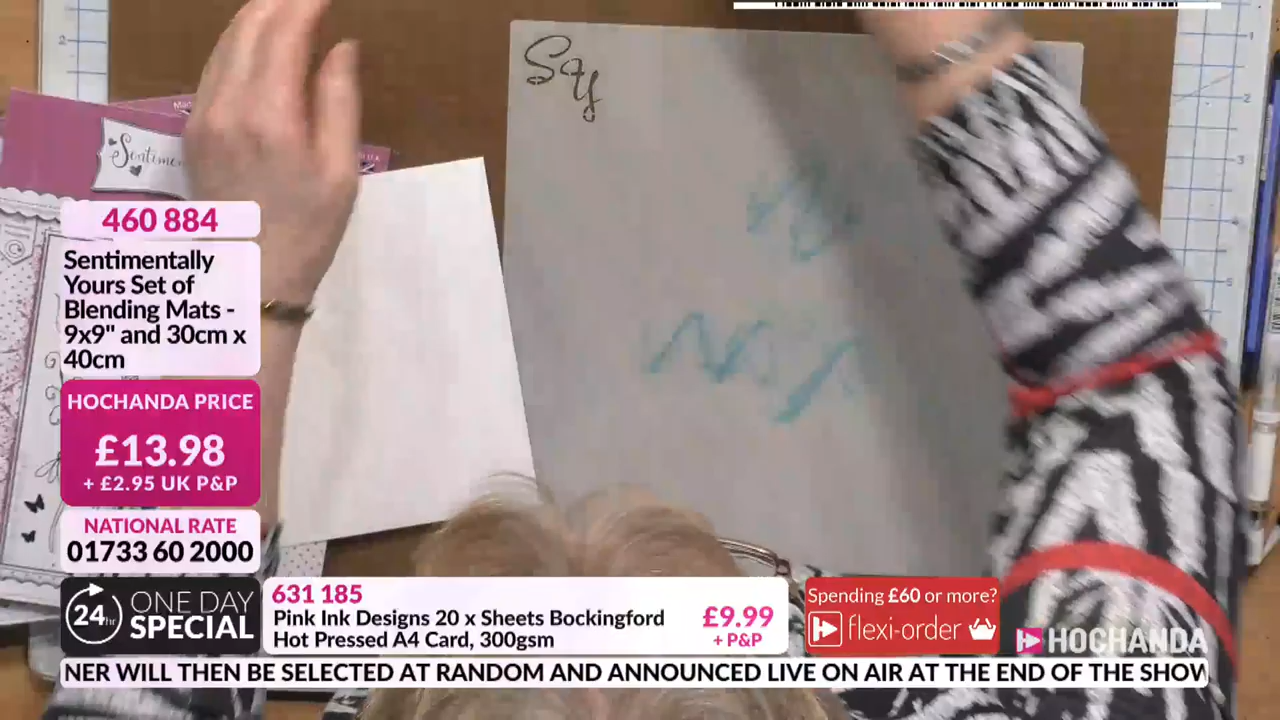 SqY
460 884
Sentimentally
Yours Set of
Blending Mats -
9x9" and 30cm x
40cm
HOCHANDA PRICE
£13.98
+ £2.95 UK P&P
NATIONAL RATE
01733 60 2000
24hr ONE DAY SPECIAL
631 185
Pink Ink Designs 20 x Sheets Bockingford
Hot Pressed A4 Card, 300gsm
£9.99
+ P&P
Spending £60 or more?
flexi-order
HOCHANDA
NER WILL THEN BE SELECTED AT RANDOM AND ANNOUNCED LIVE ON AIR AT THE END OF THE SHOW